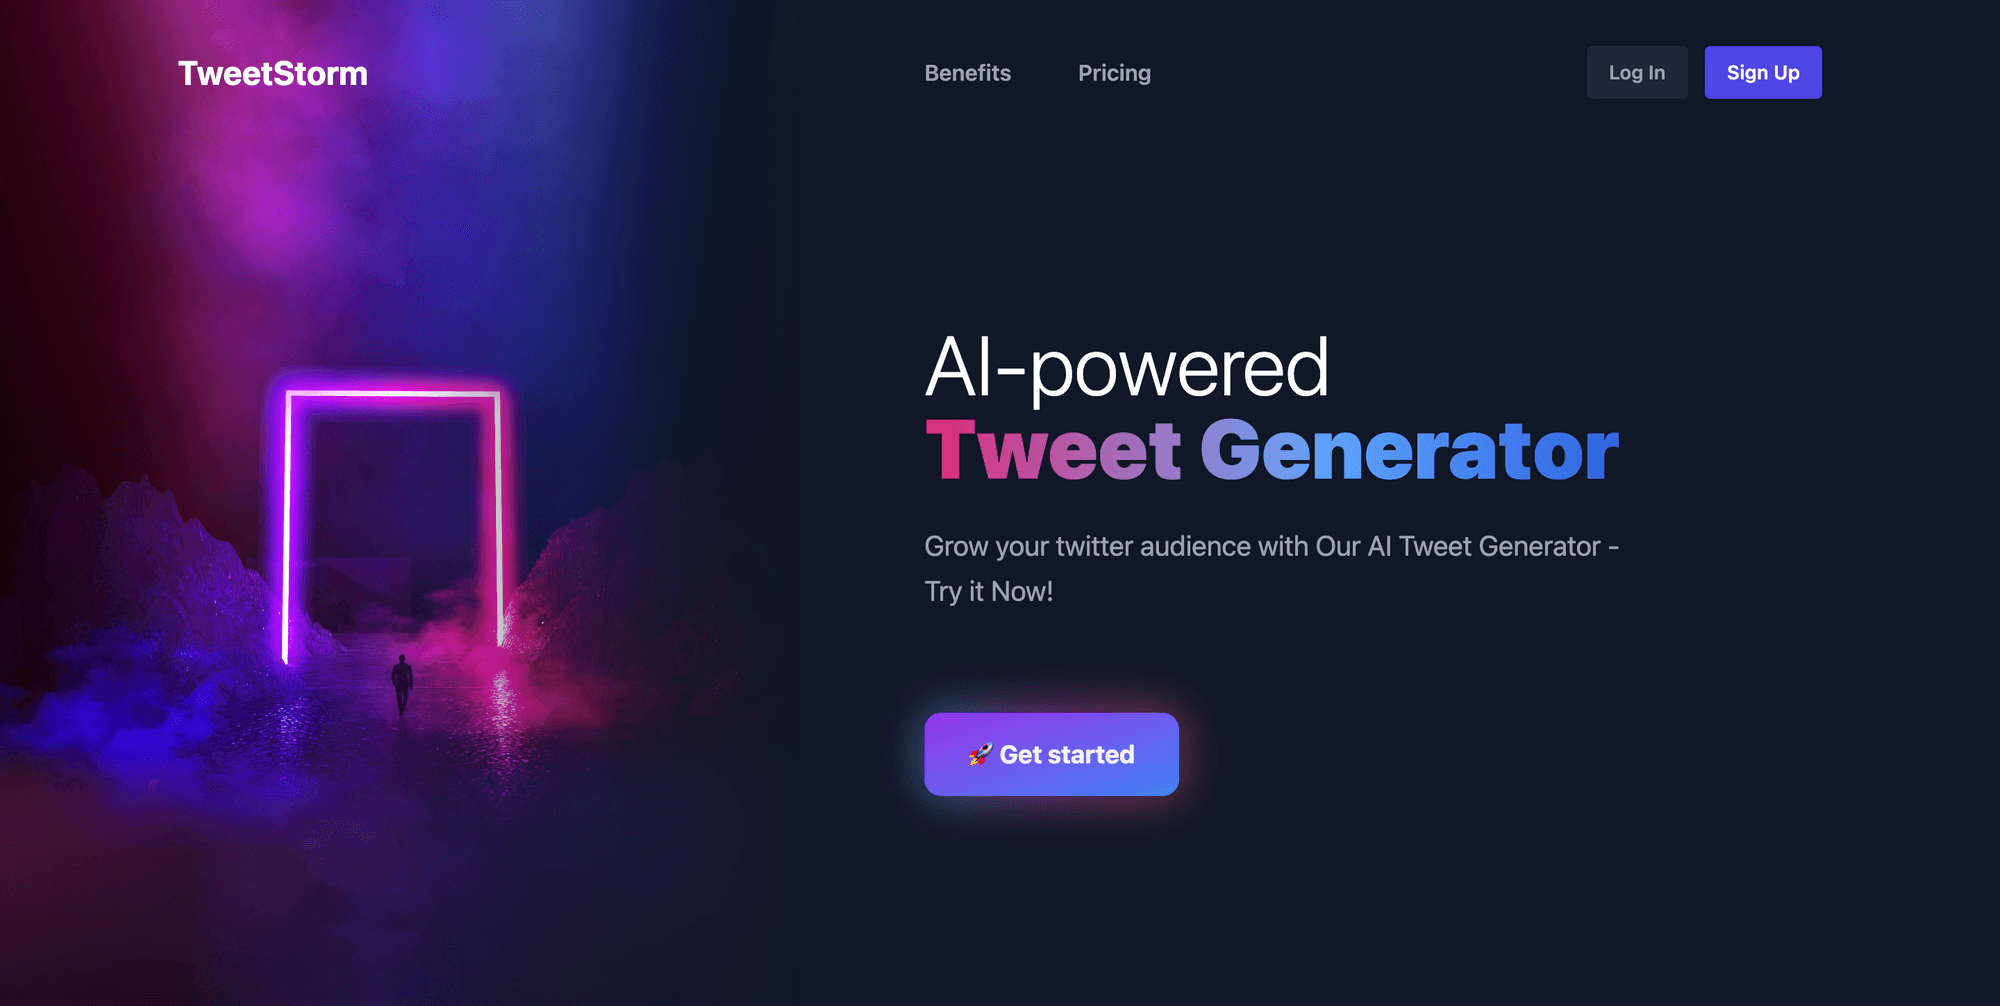 TweetStorm
Benefits
Pricing
Log In
Sign Up
AI-powered
Tweet Generator
Grow your twitter audience with Our AI Tweet Generator -
Try it Now!
🚀 Get started